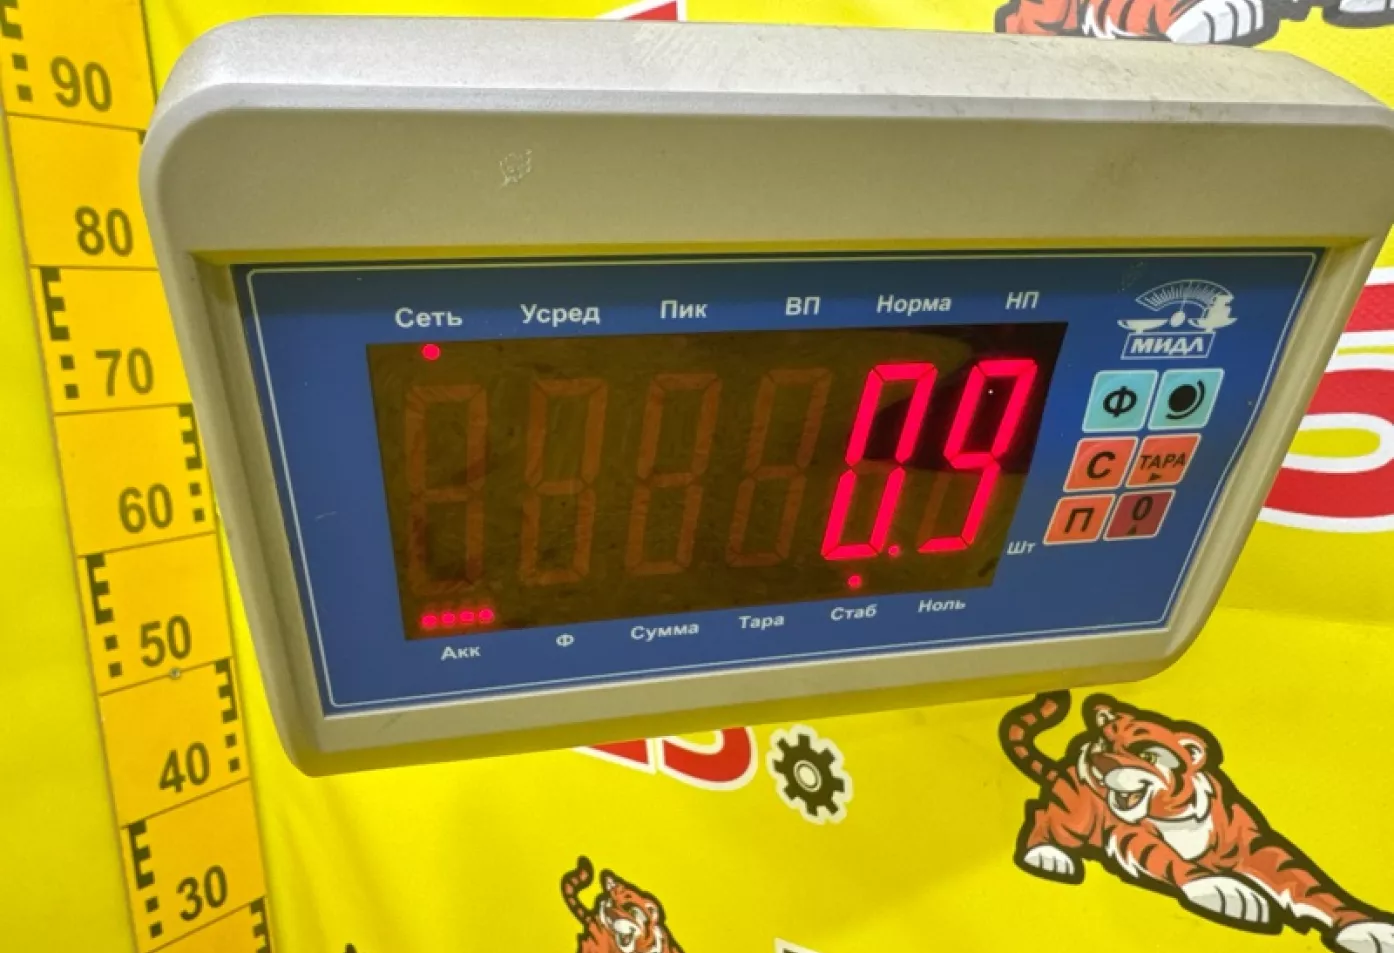 90
80
70
60
50
40
30
Сеть Усред Пик ВП Норма НП
0.9
Шт
Акк Ф Сумма Тара Стаб Ноль
МИДЛ
Ф
С ТАРА
П 0